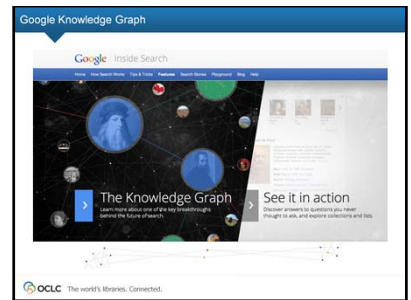 Google Knowledge Graph
Google Inside Search
Home How Search Works Tips & Tricks Features Search Stories Playground Blog Help
The Knowledge Graph
Learn more about one of the key breakthroughs
behind the future of search.
See it in action
Discover answers to questions you never
thought to ask, and explore collections and lists.
OCLC The world's libraries. Connected.